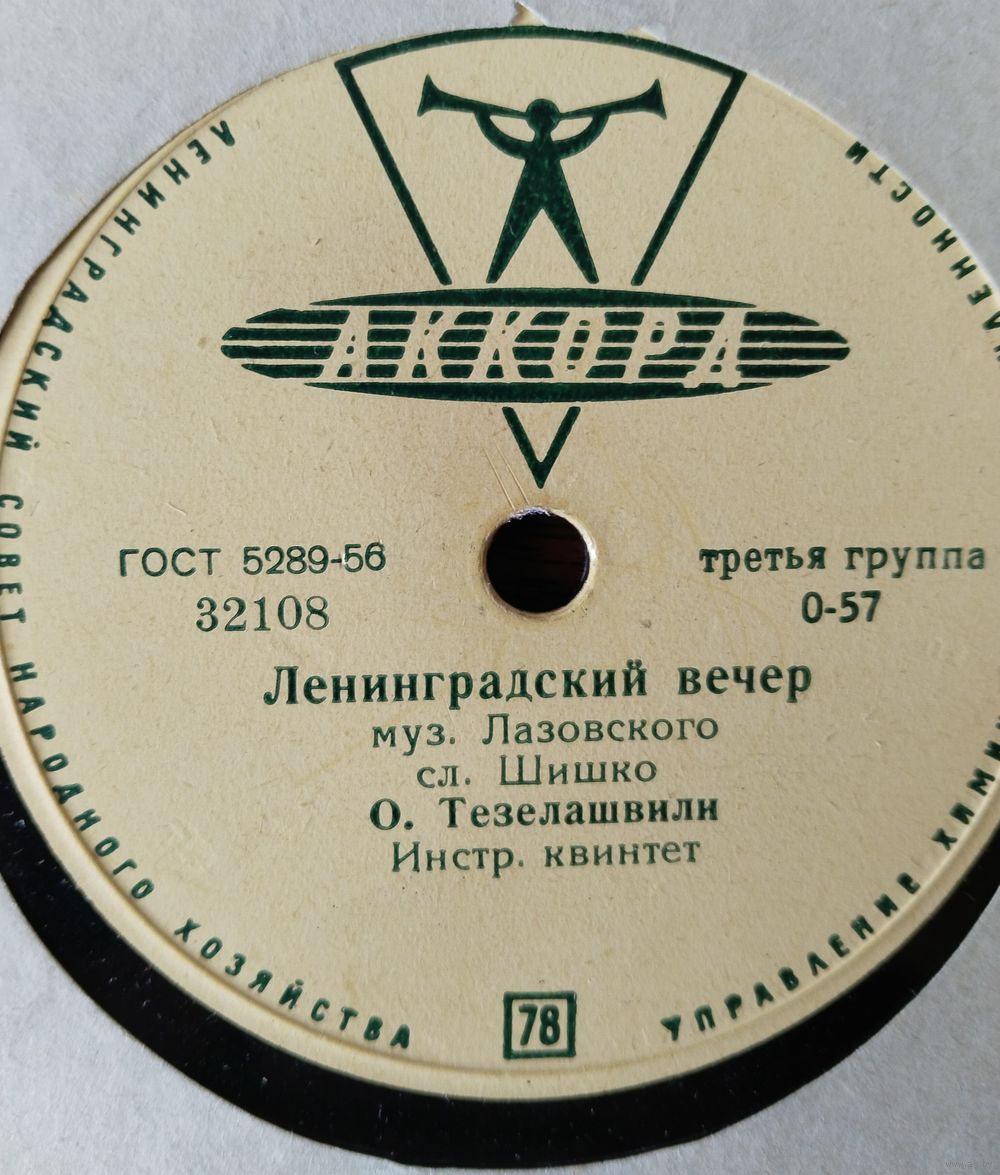 АККОРД
ГОСТ 5289-56
32108
третья группа
0-57
Ленинградский вечер
муз. Лазовского
сл. Шишко
О. Тезелашвили
Инстр. квинтет
78
ЛЕНИНГРАДСКИЙ СОВЕТ НАРОДНОГО ХОЗЯЙСТВА
УПРАВЛЕНИЕ